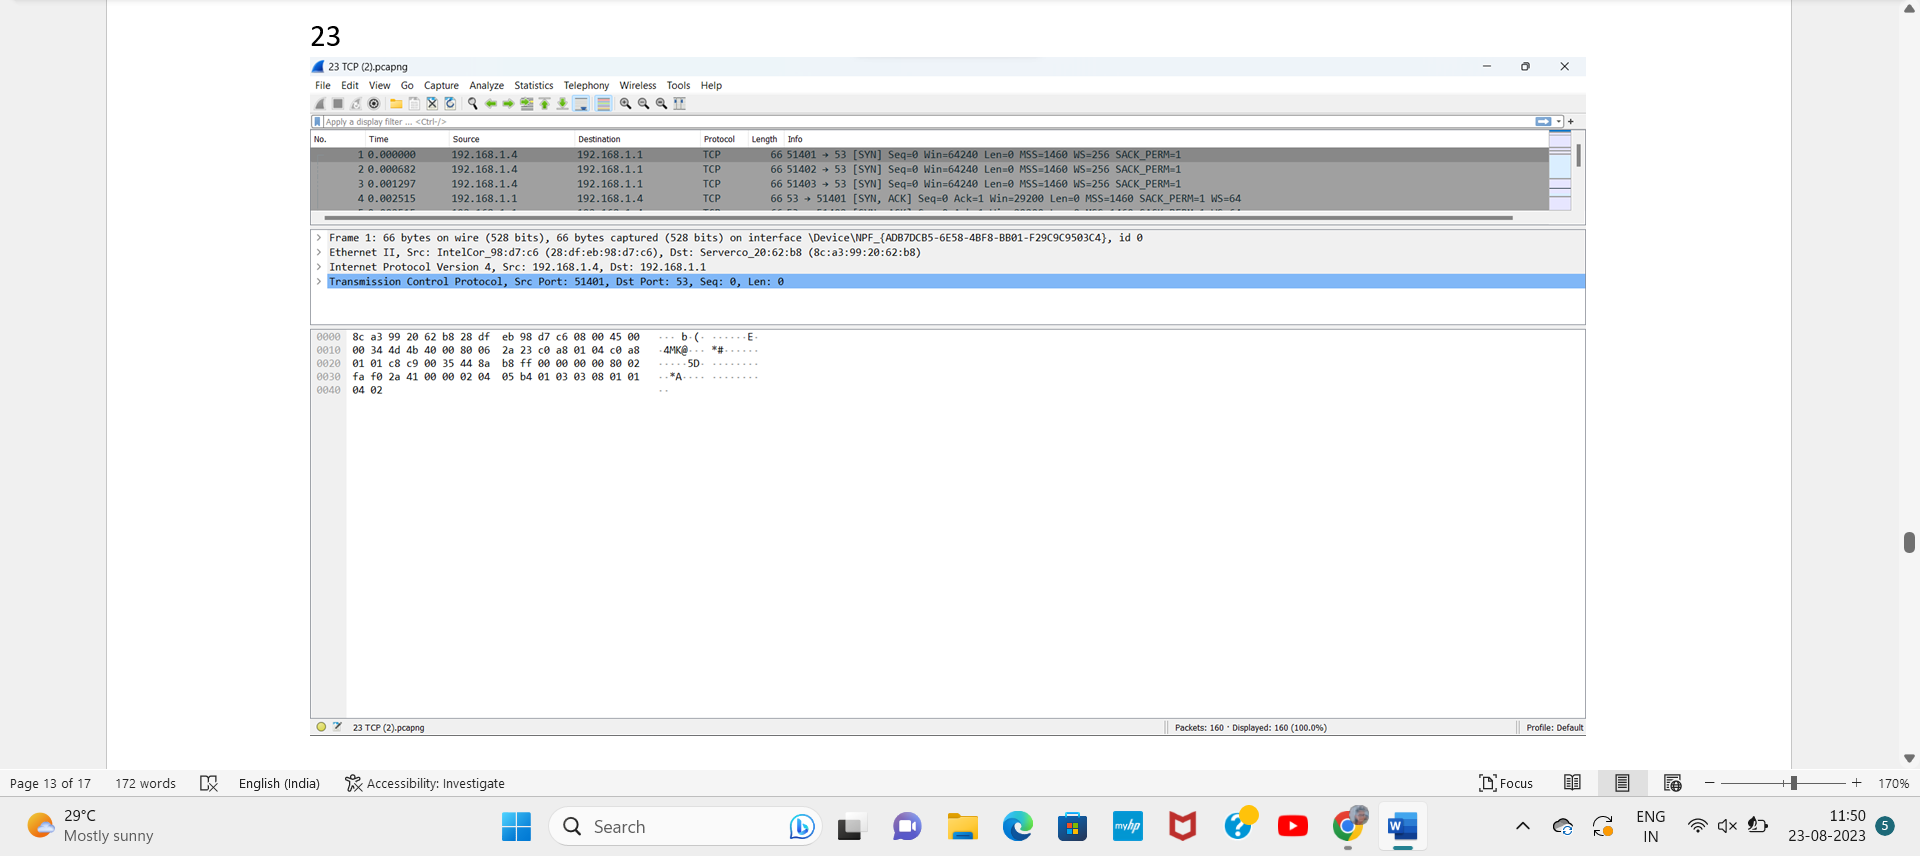 23
23 TCP (2).pcapng
File Edit View Go Capture Analyze Statistics Telephony Wireless Tools Help
Apply a display filter ... <Ctrl-/>
No. Time Source Destination Protocol Length Info
1 0.000000 192.168.1.4 192.168.1.1 TCP 66 51401 → 53 [SYN] Seq=0 Win=64240 Len=0 MSS=1460 WS=256 SACK_PERM=1
2 0.000682 192.168.1.4 192.168.1.1 TCP 66 51402 → 53 [SYN] Seq=0 Win=64240 Len=0 MSS=1460 WS=256 SACK_PERM=1
3 0.001297 192.168.1.4 192.168.1.1 TCP 66 51403 → 53 [SYN] Seq=0 Win=64240 Len=0 MSS=1460 WS=256 SACK_PERM=1
4 0.002515 192.168.1.1 192.168.1.4 TCP 66 53 → 51401 [SYN, ACK] Seq=0 Ack=1 Win=29200 Len=0 MSS=1460 SACK_PERM=1 WS=64
Frame 1: 66 bytes on wire (528 bits), 66 bytes captured (528 bits) on interface \Device\NPF_{ADB7DCB5-6E58-4BF8-BB01-F29C9C9503C4}, id 0
Ethernet II, Src: IntelCor_98:d7:c6 (28:df:eb:98:d7:c6), Dst: Serverco_20:62:b8 (8c:a3:99:20:62:b8)
Internet Protocol Version 4, Src: 192.168.1.4, Dst: 192.168.1.1
Transmission Control Protocol, Src Port: 51401, Dst Port: 53, Seq: 0, Len: 0
0000 8c a3 99 20 62 b8 28 df eb 98 d7 c6 08 00 45 00 ··· b·(· ······E·
0010 00 34 4d 4b 40 00 80 06 2a 23 c0 a8 01 04 c0 a8 ·4MK@··· *#······
0020 01 01 c8 c9 00 35 44 8a b8 ff 00 00 00 00 80 02 ·····5D· ········
0030 fa f0 2a 41 00 00 02 04 05 b4 01 03 03 08 01 01 ··*A···· ········
0040 04 02 ··
23 TCP (2).pcapng Packets: 160 · Displayed: 160 (100.0%) Profile: Default
Page 13 of 17 172 words English (India) Accessibility: Investigate Focus 170%
29°C
Mostly sunny
Search
myhp
ENG
IN
11:50
23-08-2023
5